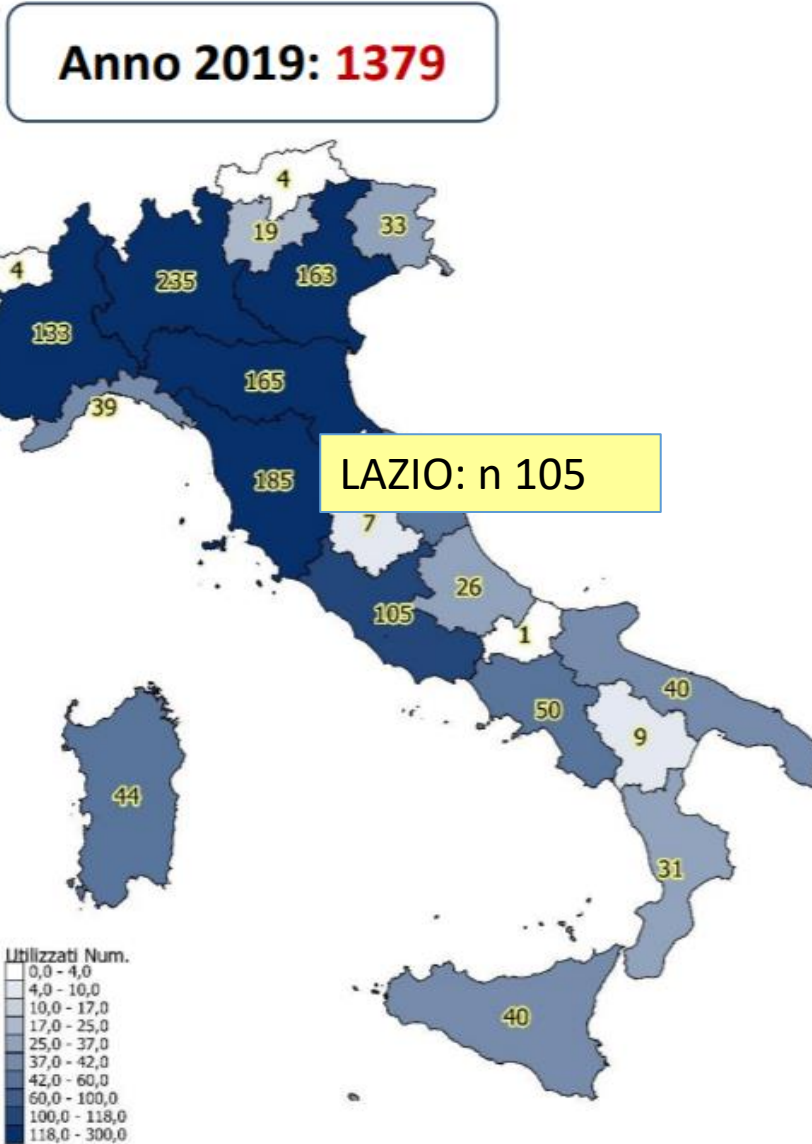 Anno 2019: 1379
4
19
33
4
235
163
133
165
39
185
LAZIO: n 105
7
26
105
1
40
50
9
44
31
40
Utilizzati Num.
0,0 - 4,0
4,0 - 10,0
10,0 - 17,0
17,0 - 25,0
25,0 - 37,0
37,0 - 42,0
42,0 - 60,0
60,0 - 100,0
100,0 - 118,0
118,0 - 300,0